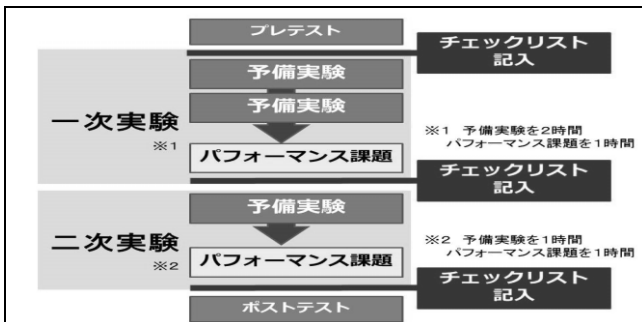 プレテスト
チェックリスト
記入
予備実験
予備実験
一次実験
※1
※1 予備実験を2時間
パフォーマンス課題を1時間
パフォーマンス課題
チェックリスト
記入
予備実験
二次実験
※2
※2 予備実験を1時間
パフォーマンス課題を1時間
パフォーマンス課題
チェックリスト
記入
ポストテスト